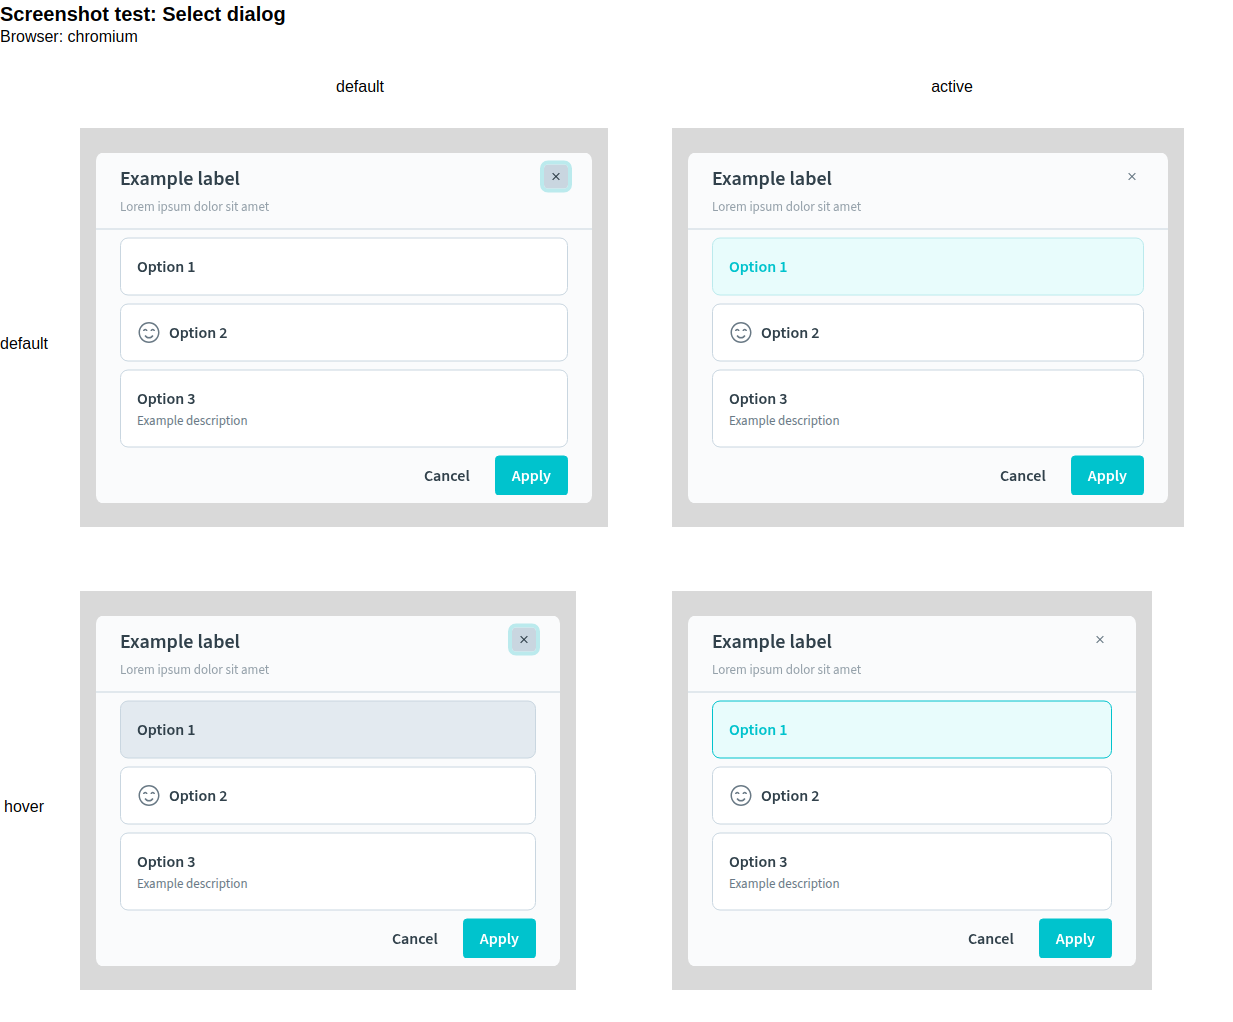 Screenshot test: Select dialog
Browser: chromium
default
active
default
Example label
×
Lorem ipsum dolor sit amet
Option 1
Option 2
Option 3
Example description
Cancel
Apply
Example label
×
Lorem ipsum dolor sit amet
Option 1
Option 2
Option 3
Example description
Cancel
Apply
hover
Example label
×
Lorem ipsum dolor sit amet
Option 1
Option 2
Option 3
Example description
Cancel
Apply
Example label
×
Lorem ipsum dolor sit amet
Option 1
Option 2
Option 3
Example description
Cancel
Apply